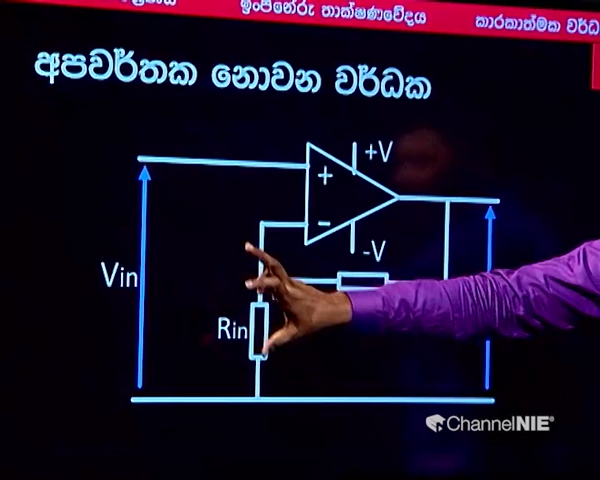 ඉංජිනේරු තාක්ෂණවේදය
කාරකාත්මක
අපවර්තක නොවන වර්ධක
+V
+
-
-V
Vin
Rin
ChannelNIE®